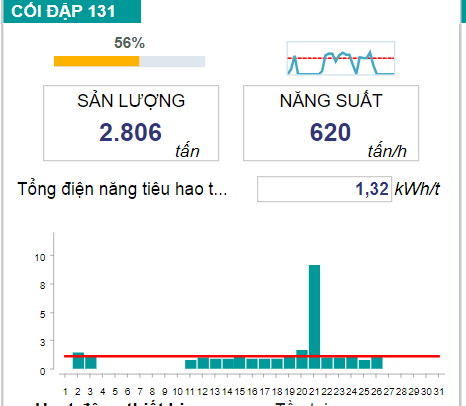 CỐI ĐẬP 131
56%
SẢN LƯỢNG
2.806
tấn
NĂNG SUẤT
620
tấn/h
Tổng điện năng tiêu hao t...
1,32 kWh/t
10
8
5
3
0
1 2 3 4 5 6 7 8 9 10 11 12 13 14 15 16 17 18 19 20 21 22 23 24 25 26 27 28 29 30 31